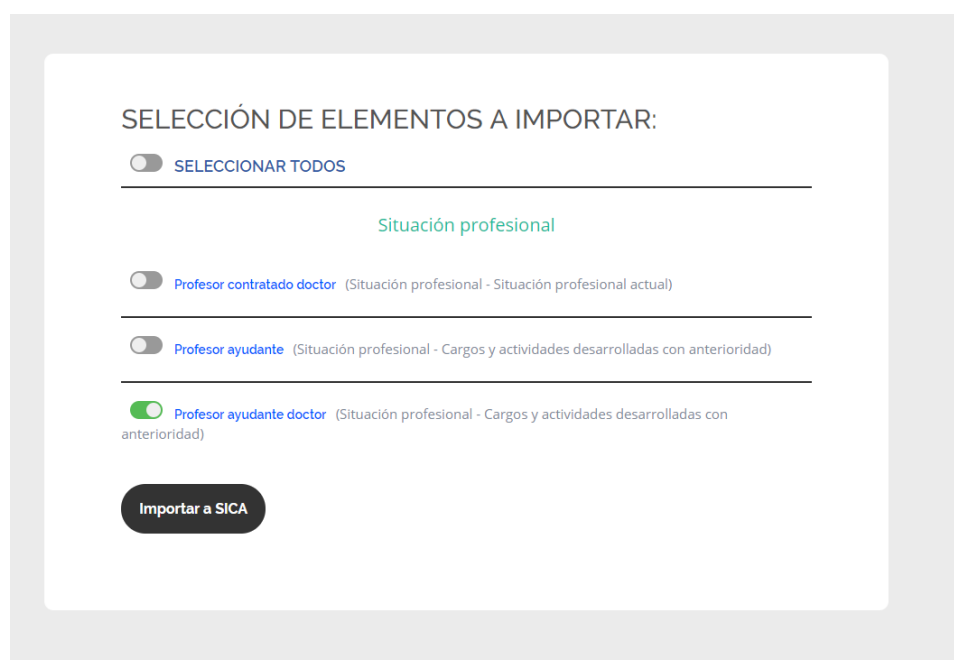 SELECCIÓN DE ELEMENTOS A IMPORTAR:
SELECCIONAR TODOS
Situación profesional
Profesor contratado doctor (Situación profesional - Situación profesional actual)
Profesor ayudante (Situación profesional - Cargos y actividades desarrolladas con anterioridad)
Profesor ayudante doctor (Situación profesional - Cargos y actividades desarrolladas con
anterioridad)
Importar a SICA